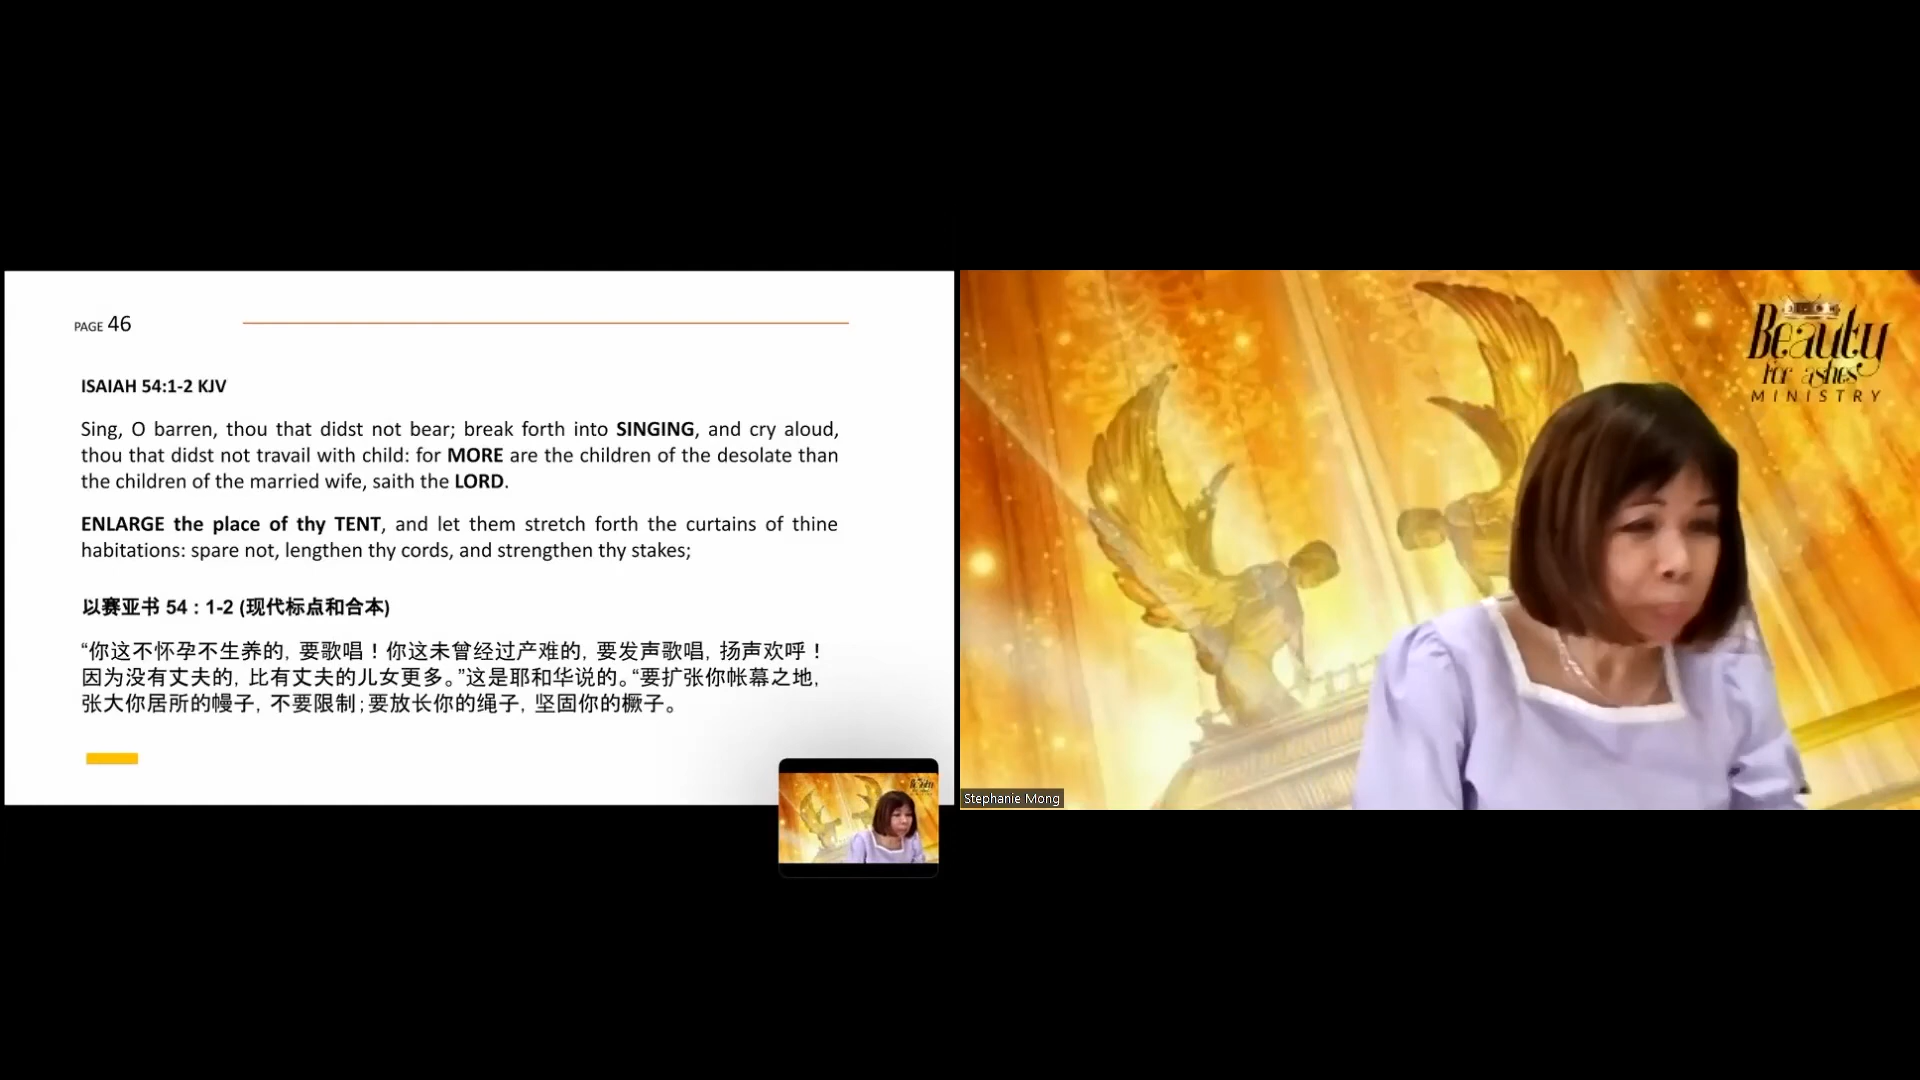 PAGE 46
ISAIAH 54:1-2 KJV
Sing, O barren, thou that didst not bear; break forth into SINGING, and cry aloud,
thou that didst not travail with child: for MORE are the children of the desolate than
the children of the married wife, saith the LORD.
ENLARGE the place of thy TENT, and let them stretch forth the curtains of thine
habitations: spare not, lengthen thy cords, and strengthen thy stakes;
以赛亚书 54 : 1-2 (现代标点和合本)
“你这不怀孕不生养的, 要歌唱！你这未曾经过产难的, 要发声歌唱, 扬声欢呼！
因为没有丈夫的, 比有丈夫的儿女更多。”这是耶和华说的。“要扩张你帐幕之地,
张大你居所的幔子, 不要限制；要放长你的绳子, 坚固你的橛子。
Beauty
For ashes
MINISTRY
Stephanie Mong